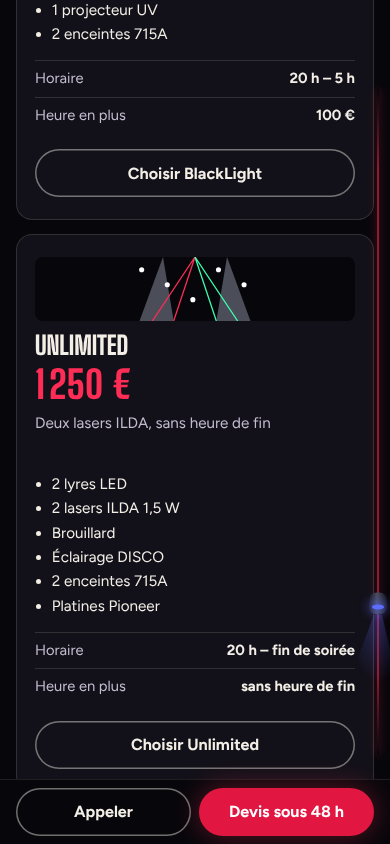 1 projecteur UV
2 enceintes 715A
Horaire 20 h – 5 h
Heure en plus 100 €
Choisir BlackLight
UNLIMITED
1 250 €
Deux lasers ILDA, sans heure de fin
2 lyres LED
2 lasers ILDA 1,5 W
Brouillard
Éclairage DISCO
2 enceintes 715A
Platines Pioneer
Horaire 20 h – fin de soirée
Heure en plus sans heure de fin
Choisir Unlimited
Appeler Devis sous 48 h